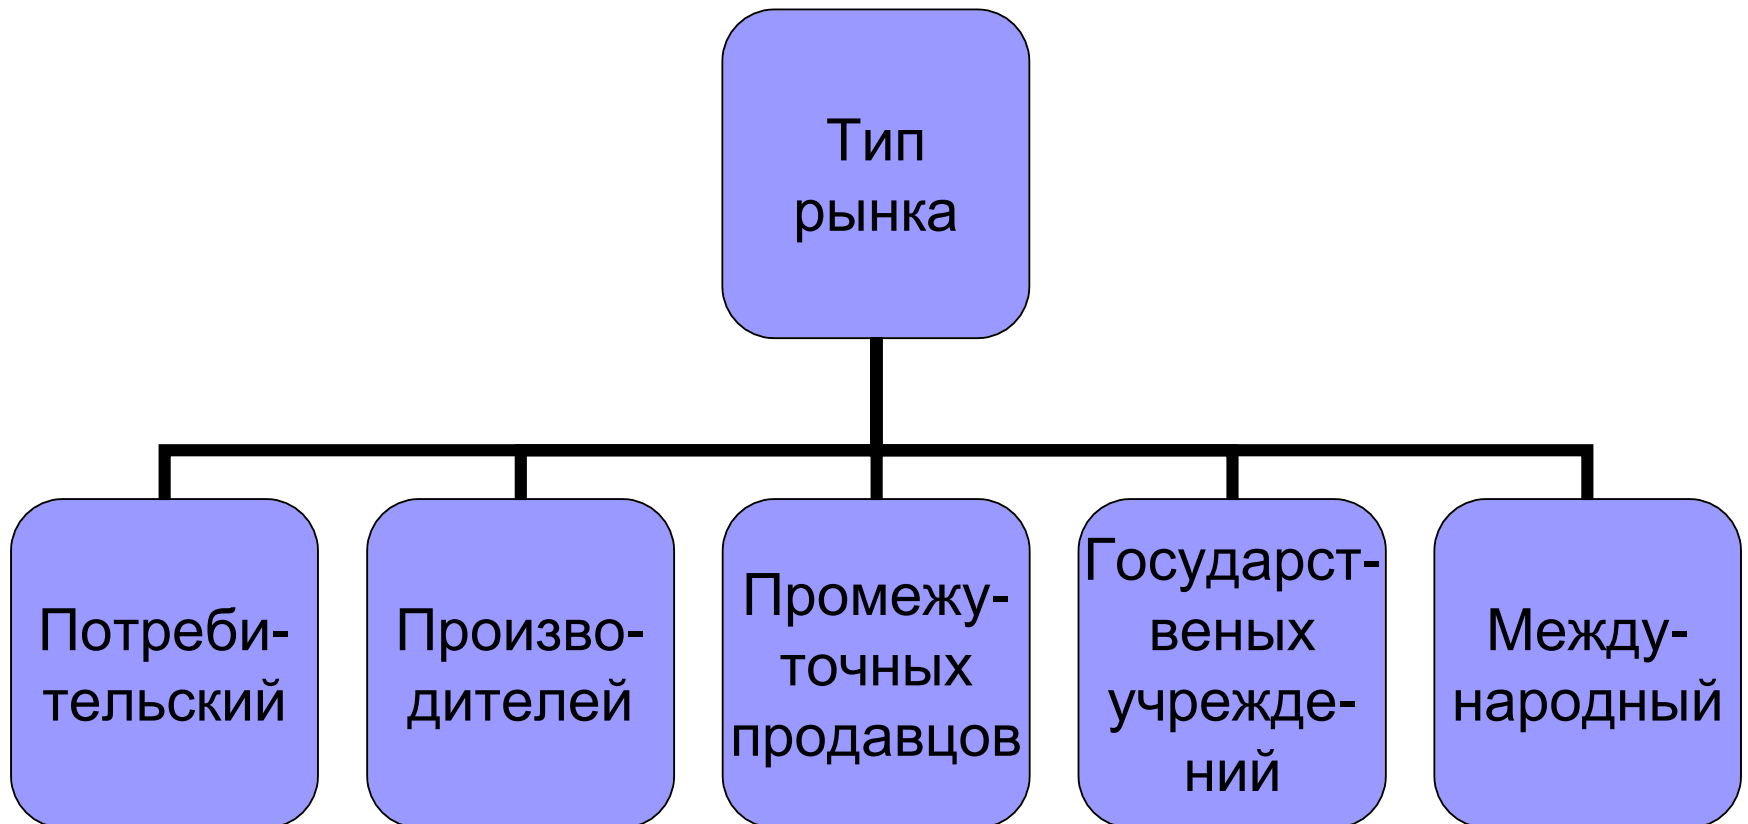 Тип
рынка
Потреби-
тельский
Произво-
дителей
Промежу-
точных
продавцов
Государст-
веных
учрежде-
ний
Между-
народный